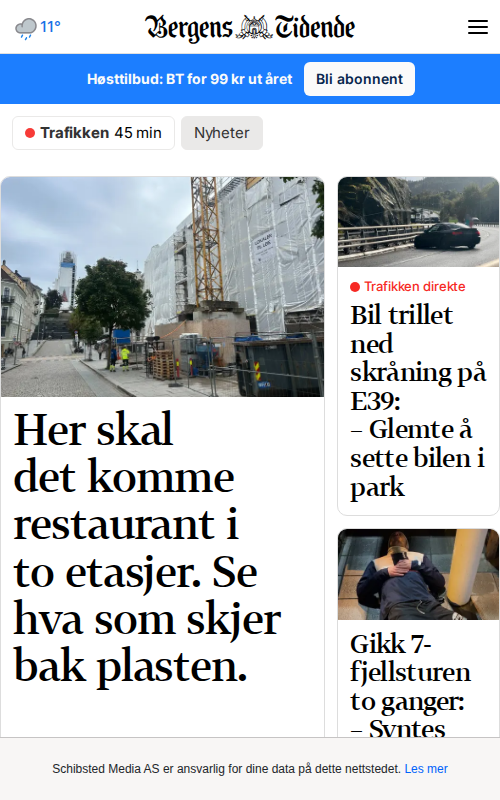 11°
Bergens Tidende
Høsttilbud: BT for 99 kr ut året
Bli abonnent
Trafikken 45 min
Nyheter
Her skal
det komme
restaurant i
to etasjer. Se
hva som skjer
bak plasten.
Trafikken direkte
Bil trillet
ned
skråning på
E39:
– Glemte å
sette bilen i
park
Gikk 7-
fjellsturen
to ganger:
– Syntes
Schibsted Media AS er ansvarlig for dine data på dette nettstedet. Les mer